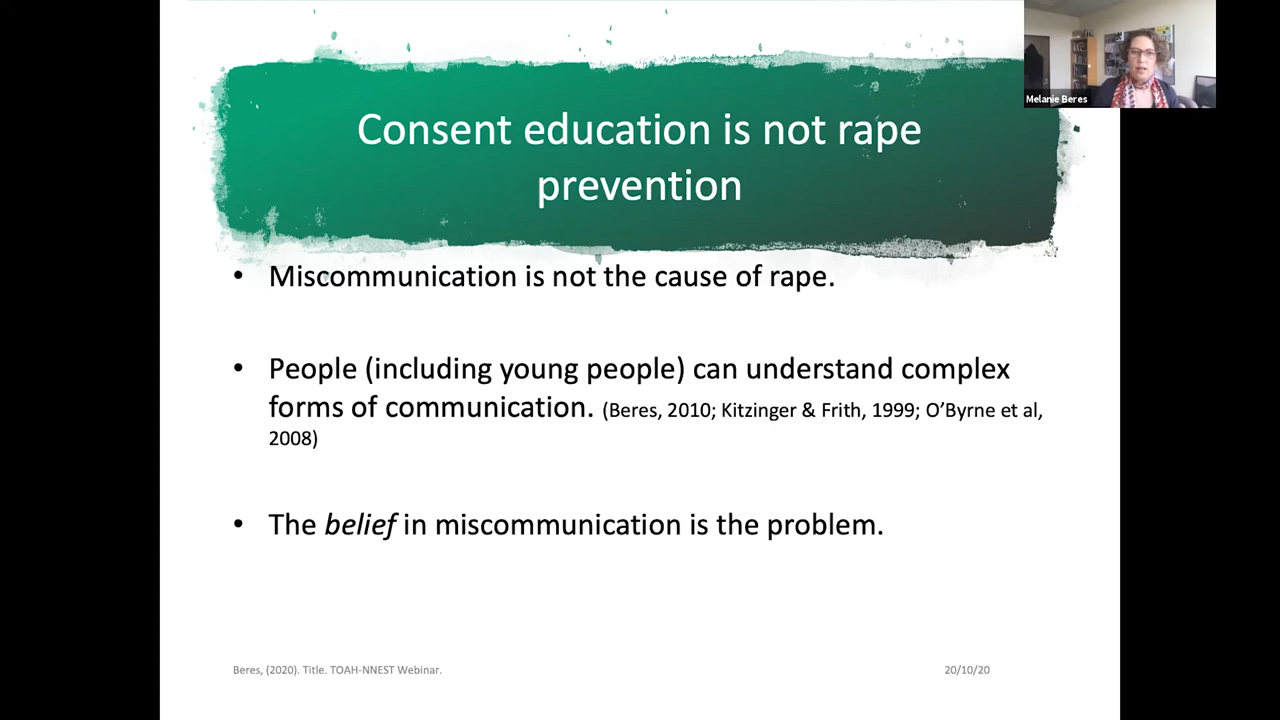 Melanie Beres
Consent education is not rape
prevention
• Miscommunication is not the cause of rape.
• People (including young people) can understand complex
forms of communication. (Beres, 2010; Kitzinger & Frith, 1999; O’Byrne et al,
2008)
• The belief in miscommunication is the problem.
Beres, (2020). Title. TOAH-NNEST Webinar.
20/10/20